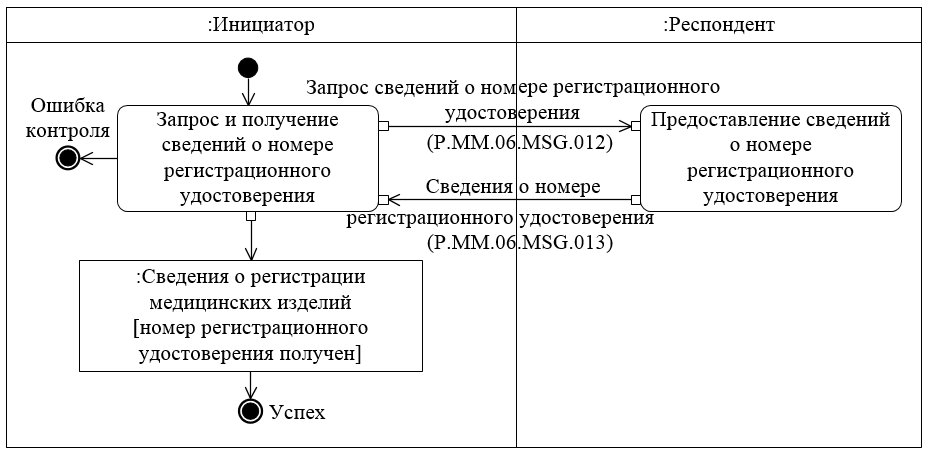 :Инициатор
:Респондент
Запрос сведений о номере регистрационного
удостоверения
(P.MM.06.MSG.012)
Ошибка
контроля
Запрос и получение
сведений о номере
регистрационного
удостоверения
Предоставление сведений
о номере
регистрационного
удостоверения
Сведения о номере
регистрационного удостоверения
(P.MM.06.MSG.013)
:Сведения о регистрации
медицинских изделий
[номер регистрационного
удостоверения получен]
Успех